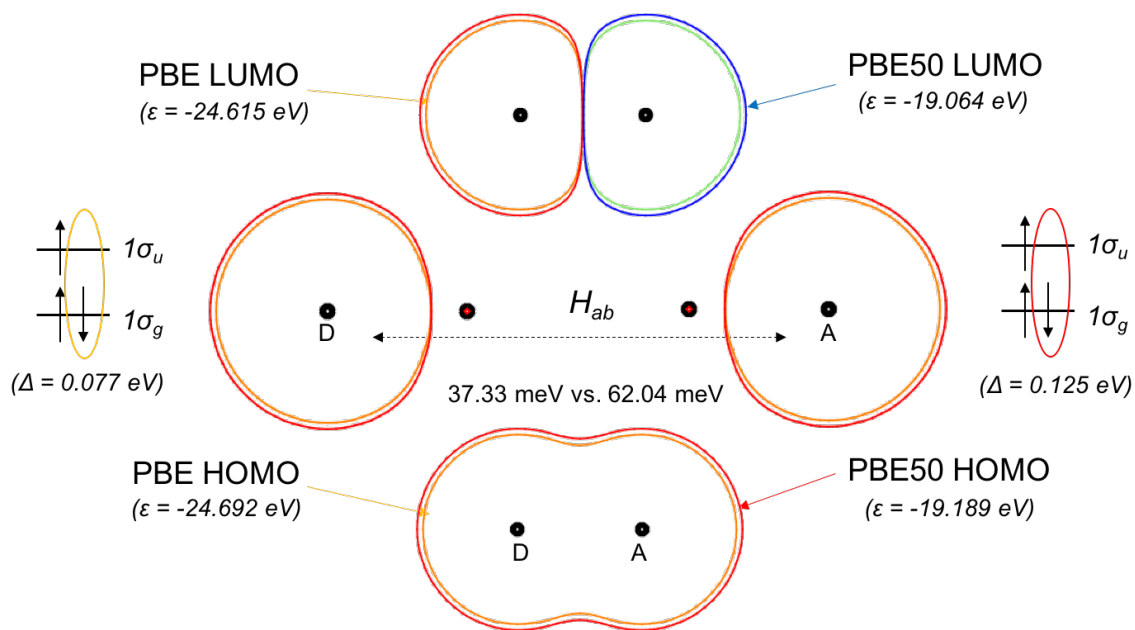 PBE LUMO
(ε = -24.615 eV)
PBE50 LUMO
(ε = -19.064 eV)
1σu
1σg
(Δ = 0.077 eV)
D
Hab
A
37.33 meV vs. 62.04 meV
1σu
1σg
(Δ = 0.125 eV)
PBE HOMO
(ε = -24.692 eV)
D
A
PBE50 HOMO
(ε = -19.189 eV)